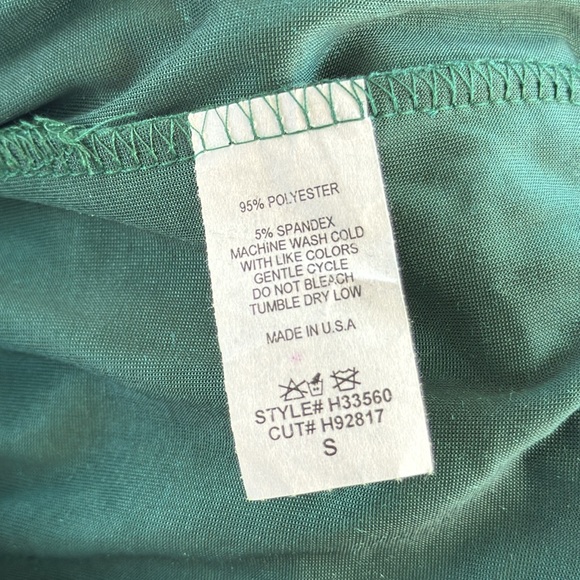 95% POLYESTER
5% SPANDEX
MACHINE WASH COLD
WITH LIKE COLORS
GENTLE CYCLE
DO NOT BLEACH
TUMBLE DRY LOW
MADE IN U.S.A
STYLE# H33560
CUT# H92817
S